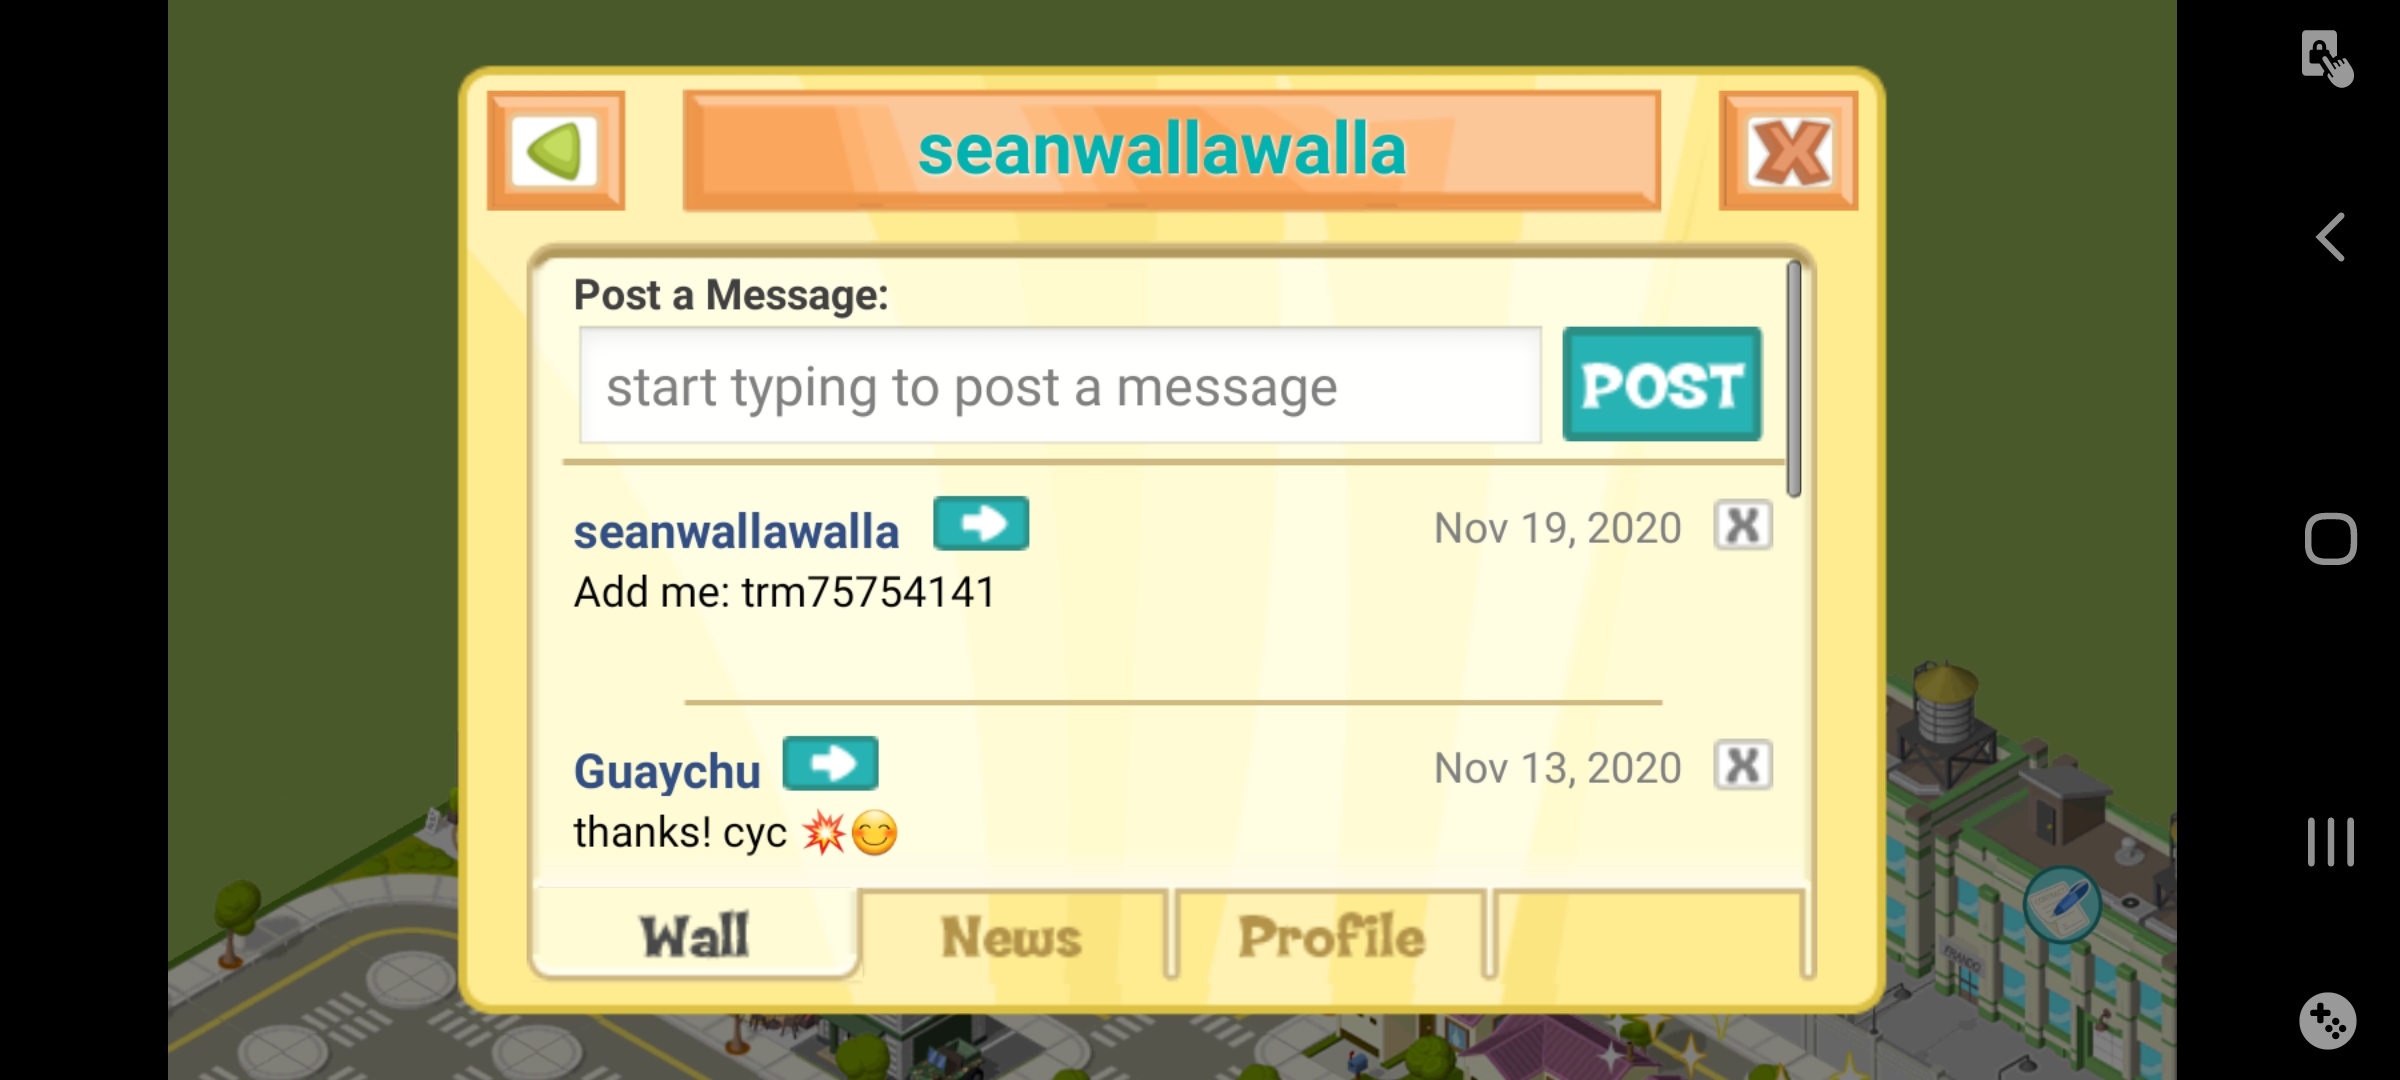 seanwallawalla
Post a Message:
start typing to post a message
POST
seanwallawalla
Nov 19, 2020
X
Add me: trm75754141
Guaychu
Nov 13, 2020
X
thanks! cyc 💥😊
Wall
News
Profile